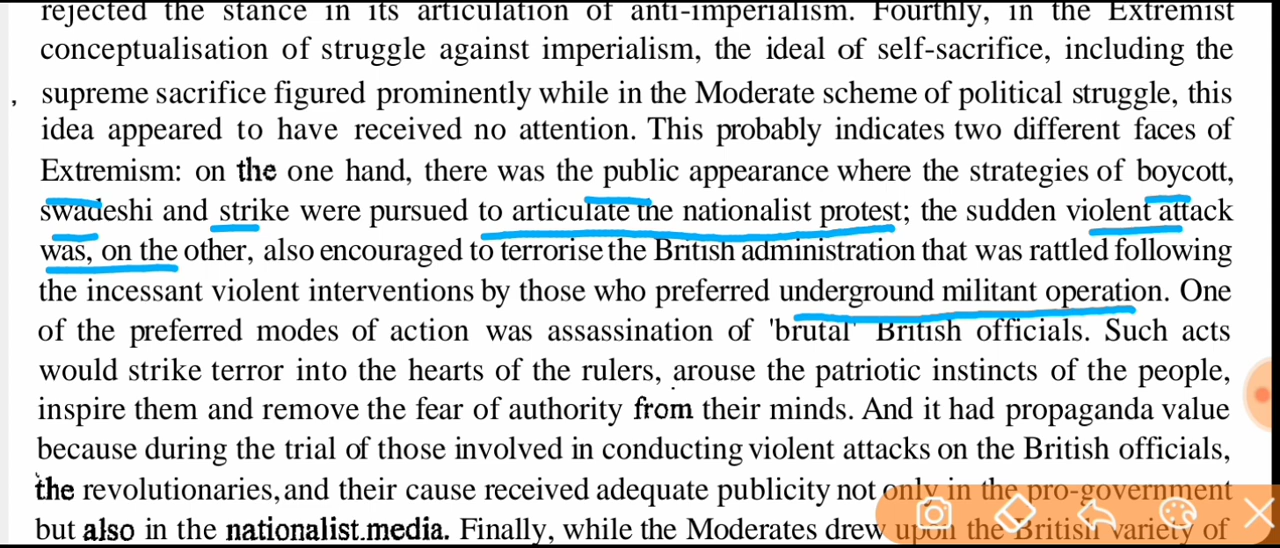 rejected the stance in its articulation of anti-imperialism. Fourthly, in the Extremist
conceptualisation of struggle against imperialism, the ideal of self-sacrifice, including the
supreme sacrifice figured prominently while in the Moderate scheme of political struggle, this
idea appeared to have received no attention. This probably indicates two different faces of
Extremism: on the one hand, there was the public appearance where the strategies of boycott,
swadeshi and strike were pursued to articulate the nationalist protest; the sudden violent attack
was, on the other, also encouraged to terrorise the British administration that was rattled following
the incessant violent interventions by those who preferred underground militant operation. One
of the preferred modes of action was assassination of 'brutal' British officials. Such acts
would strike terror into the hearts of the rulers, arouse the patriotic instincts of the people,
inspire them and remove the fear of authority from their minds. And it had propaganda value
because during the trial of those involved in conducting violent attacks on the British officials,
the revolutionaries, and their cause received adequate publicity not only in the pro-government
but also in the nationalist.media. Finally, while the Moderates drew upon the British variety of